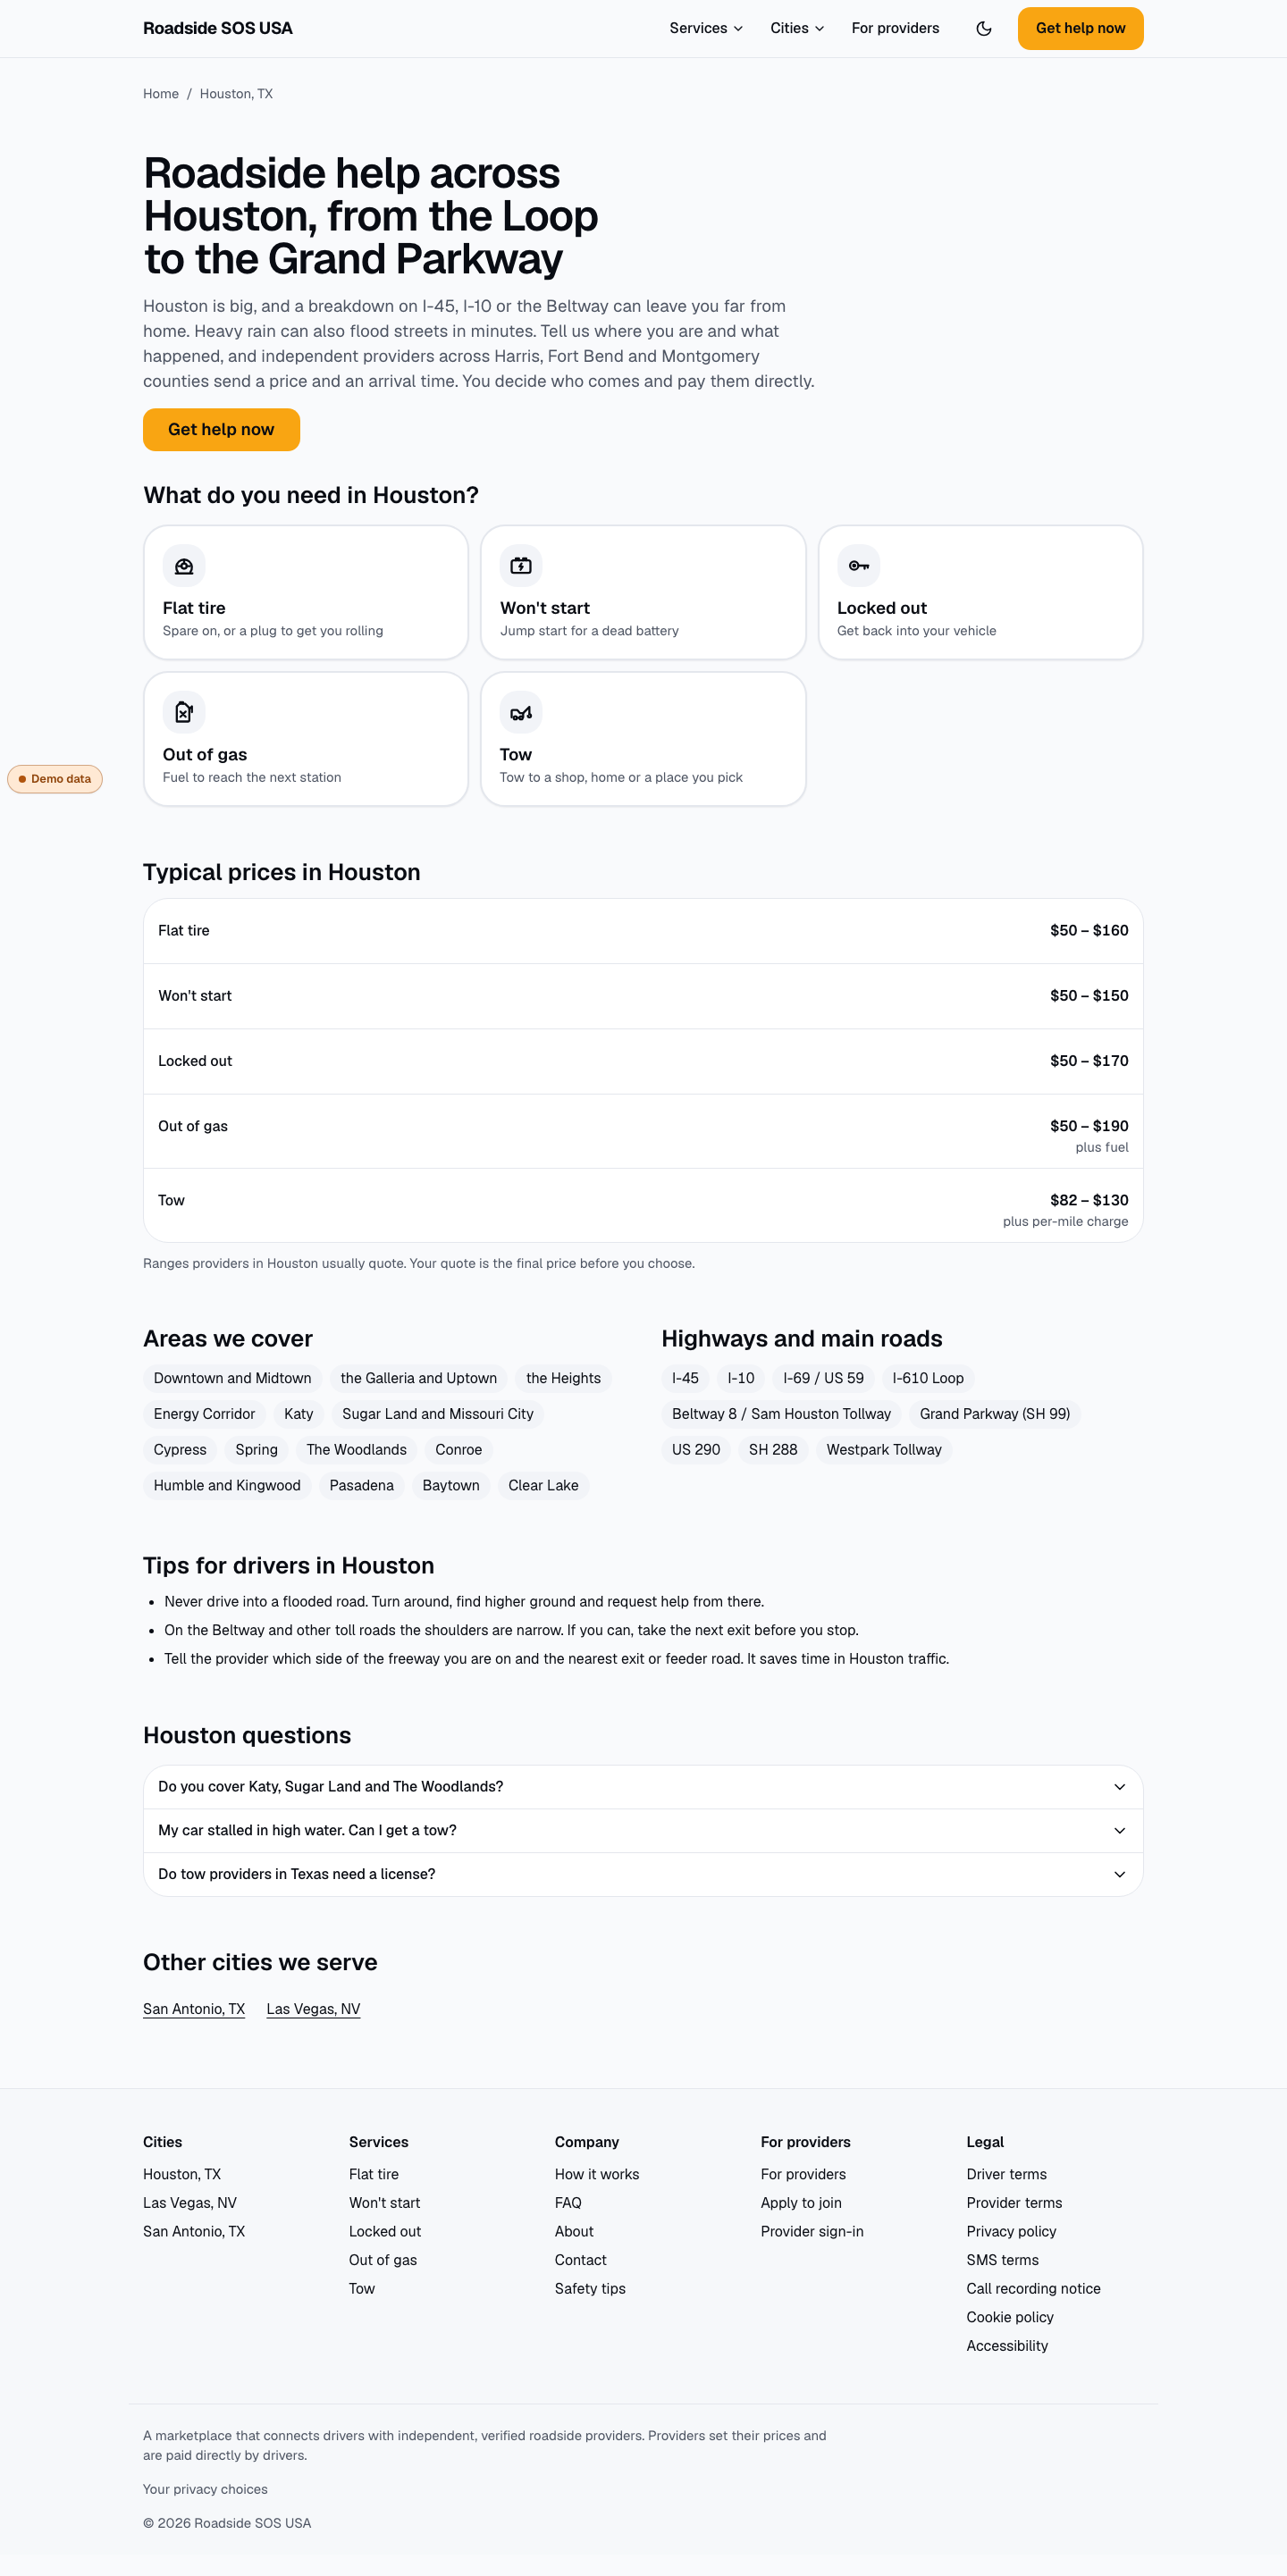 Roadside SOS USA
Services
Cities
For providers
Get help now
Home / Houston, TX
Roadside help across
Houston, from the Loop
to the Grand Parkway
Houston is big, and a breakdown on I-45, I-10 or the Beltway can leave you far from
home. Heavy rain can also flood streets in minutes. Tell us where you are and what
happened, and independent providers across Harris, Fort Bend and Montgomery
counties send a price and an arrival time. You decide who comes and pay them directly.
Get help now
What do you need in Houston?
Flat tire
Spare on, or a plug to get you rolling
Won't start
Jump start for a dead battery
Locked out
Get back into your vehicle
Out of gas
Fuel to reach the next station
Tow
Tow to a shop, home or a place you pick
Demo data
Typical prices in Houston
Flat tire $50 – $160
Won't start $50 – $150
Locked out $50 – $170
Out of gas $50 – $190
plus fuel
Tow $82 – $130
plus per-mile charge
Ranges providers in Houston usually quote. Your quote is the final price before you choose.
Areas we cover
Downtown and Midtown the Galleria and Uptown the Heights
Energy Corridor Katy Sugar Land and Missouri City
Cypress Spring The Woodlands Conroe
Humble and Kingwood Pasadena Baytown Clear Lake
Highways and main roads
I-45 I-10 I-69 / US 59 I-610 Loop
Beltway 8 / Sam Houston Tollway Grand Parkway (SH 99)
US 290 SH 288 Westpark Tollway
Tips for drivers in Houston
• Never drive into a flooded road. Turn around, find higher ground and request help from there.
• On the Beltway and other toll roads the shoulders are narrow. If you can, take the next exit before you stop.
• Tell the provider which side of the freeway you are on and the nearest exit or feeder road. It saves time in Houston traffic.
Houston questions
Do you cover Katy, Sugar Land and The Woodlands?
My car stalled in high water. Can I get a tow?
Do tow providers in Texas need a license?
Other cities we serve
San Antonio, TX Las Vegas, NV
Cities
Houston, TX
Las Vegas, NV
San Antonio, TX
Services
Flat tire
Won't start
Locked out
Out of gas
Tow
Company
How it works
FAQ
About
Contact
Safety tips
For providers
For providers
Apply to join
Provider sign-in
Legal
Driver terms
Provider terms
Privacy policy
SMS terms
Call recording notice
Cookie policy
Accessibility
A marketplace that connects drivers with independent, verified roadside providers. Providers set their prices and
are paid directly by drivers.
Your privacy choices
© 2026 Roadside SOS USA